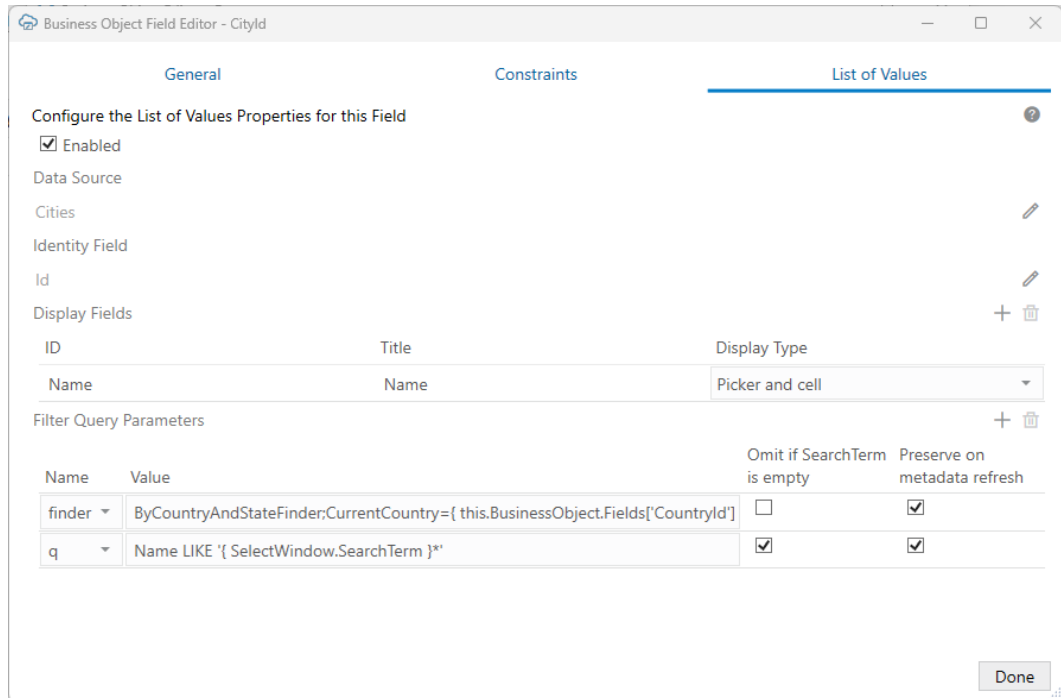 Business Object Field Editor - CityId
General Constraints List of Values
Configure the List of Values Properties for this Field
Enabled
Data Source
Cities
Identity Field
Id
Display Fields
ID Title Display Type
Name Name Picker and cell
Filter Query Parameters
Name Value Omit if SearchTerm is empty Preserve on metadata refresh
finder ByCountryAndStateFinder;CurrentCountry={ this.BusinessObject.Fields['CountryId']
q Name LIKE '{ SelectWindow.SearchTerm }*'
Done